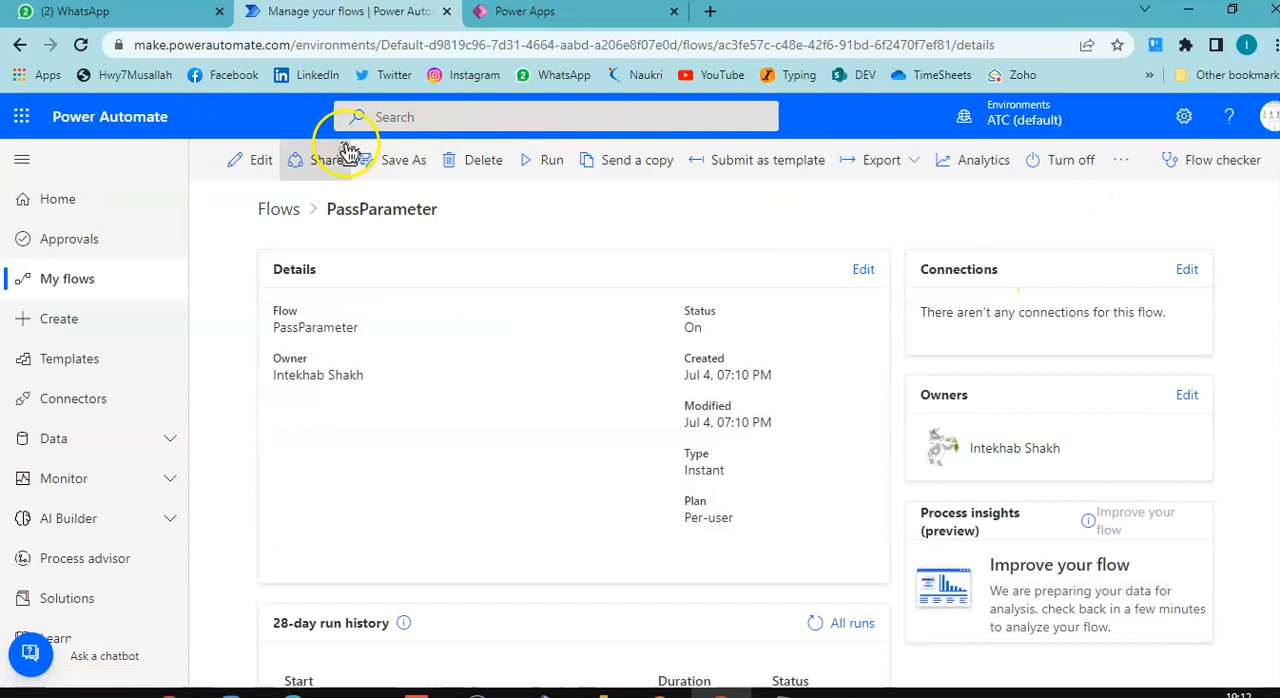 (2) WhatsApp
Manage your flows | Power Auto
Power Apps
make.powerautomate.com/environments/Default-d9819c96-7d31-4664-aabd-a206e8f07e0d/flows/ac3fe57c-c48e-42f6-91bd-6f2470f7ef81/details
Apps
Hwy7Musallah
Facebook
LinkedIn
Twitter
Instagram
WhatsApp
Naukri
YouTube
Typing
DEV
TimeSheets
Zoho
Other bookmark
Power Automate
Search
Environments
ATC (default)
Edit
Share
Save As
Delete
Run
Send a copy
Submit as template
Export
Analytics
Turn off
Flow checker
Home
Approvals
My flows
Create
Templates
Connectors
Data
Monitor
AI Builder
Process advisor
Solutions
Learn
Ask a chatbot
Flows > PassParameter
Details
Edit
Flow
PassParameter
Owner
Intekhab Shakh
Status
On
Created
Jul 4, 07:10 PM
Modified
Jul 4, 07:10 PM
Type
Instant
Plan
Per-user
28-day run history
All runs
Start
Duration
Status
Connections
Edit
There aren't any connections for this flow.
Owners
Edit
Intekhab Shakh
Process insights
(preview)
Improve your
flow
Improve your flow
We are preparing your data for
analysis, check back in a few minutes
to analyze your flow.
10:12